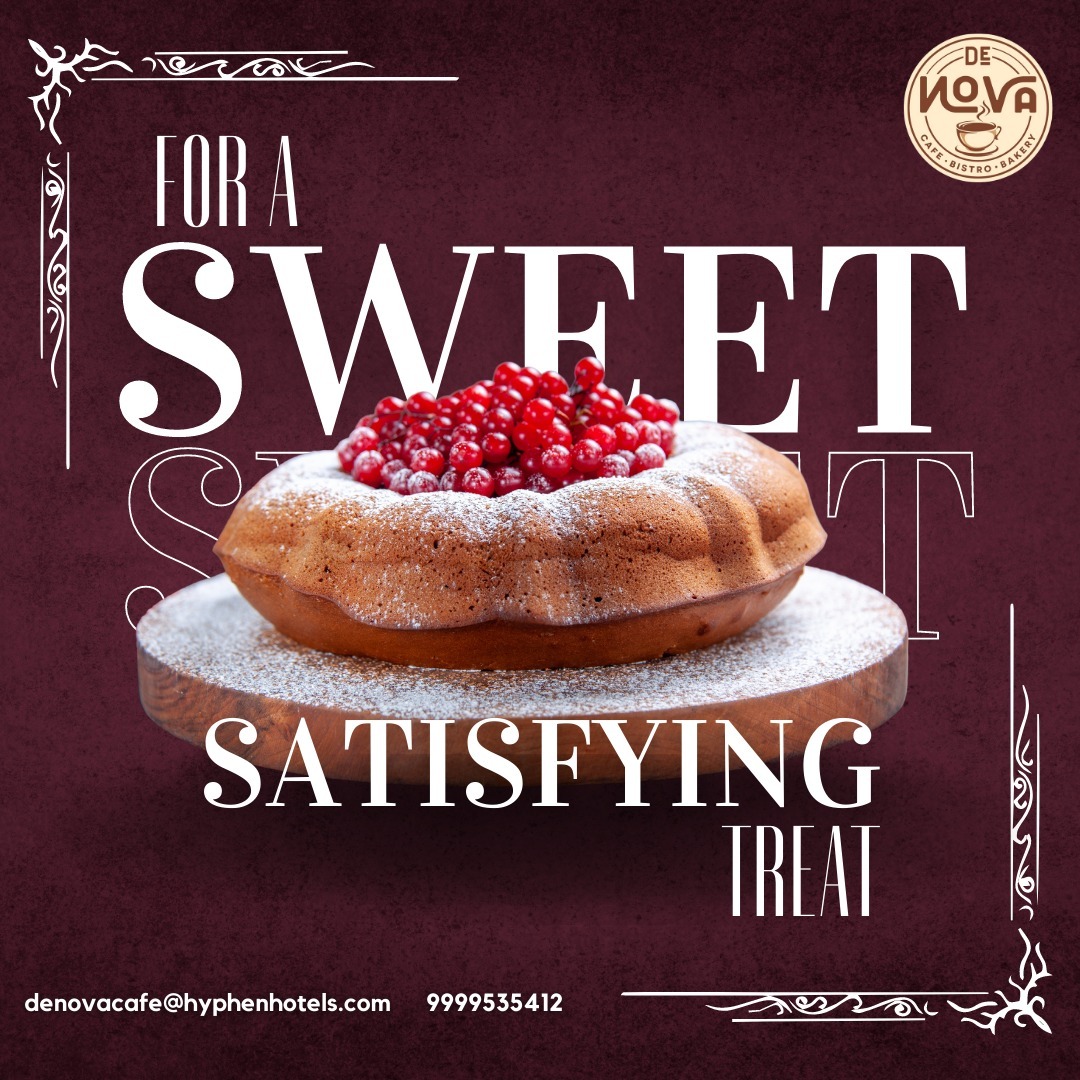 DE
NOVA
CAFE • BISTRO • BAKERY
FOR A
SWEET
SWEET
SATISFYING
TREAT
denovacafe@hyphenhotels.com 9999535412